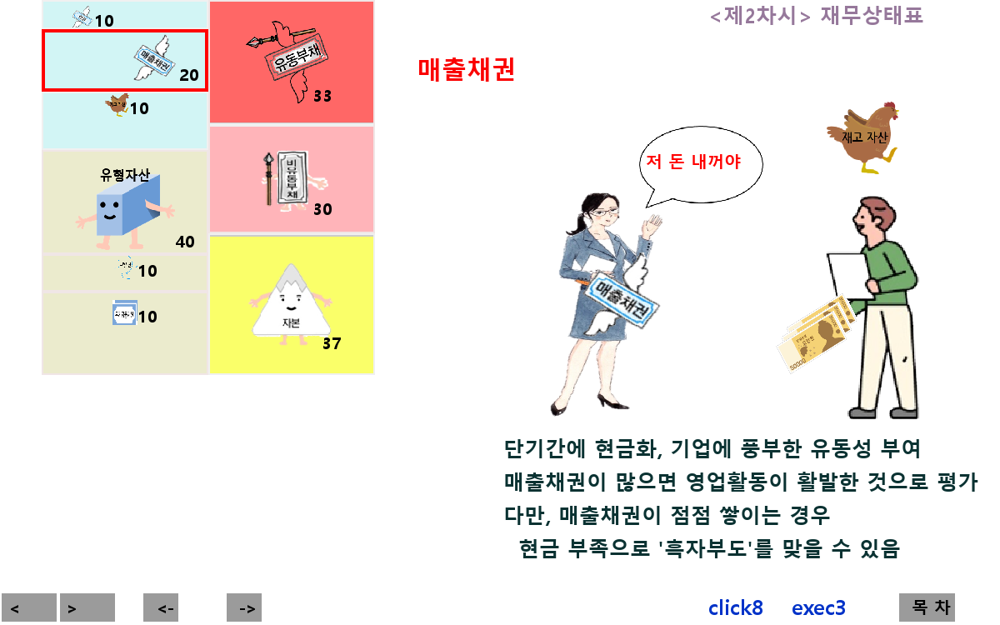 <제2차시> 재무상태표
10
매출채권
20
10
유형자산
40
10
10
유동부채
33
비유동부채
30
자본
37
매출채권
저 돈 내꺼야
재고 자산
매출채권
50000
단기간에 현금화, 기업에 풍부한 유동성 부여
매출채권이 많으면 영업활동이 활발한 것으로 평가
다만, 매출채권이 점점 쌓이는 경우
현금 부족으로 '흑자부도'를 맞을 수 있음
<
>
<-
->
click8
exec3
목 차